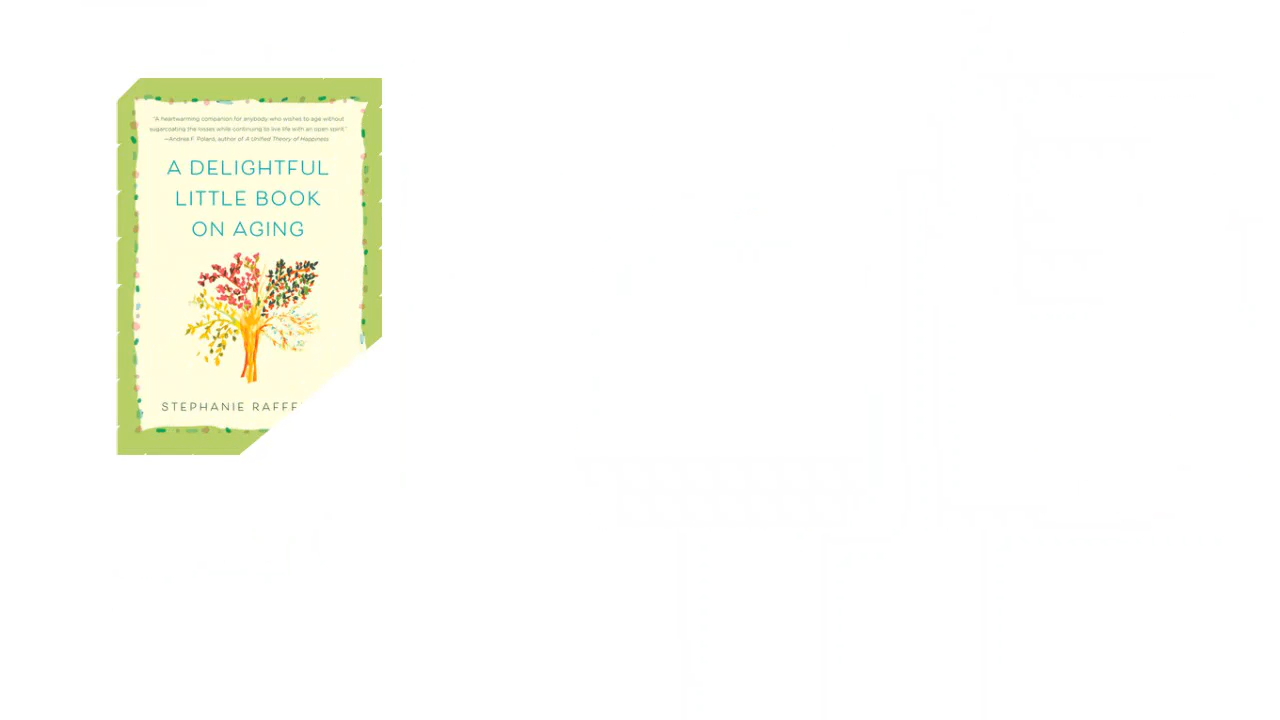 "A heartwarming companion for anybody who wishes to age without
sugarcoating the losses while continuing to live life with an open spirit."
—Andrea F. Polard, author of A Unified Theory of Happiness
A DELIGHTFUL
LITTLE BOOK
ON AGING
STEPHANIE